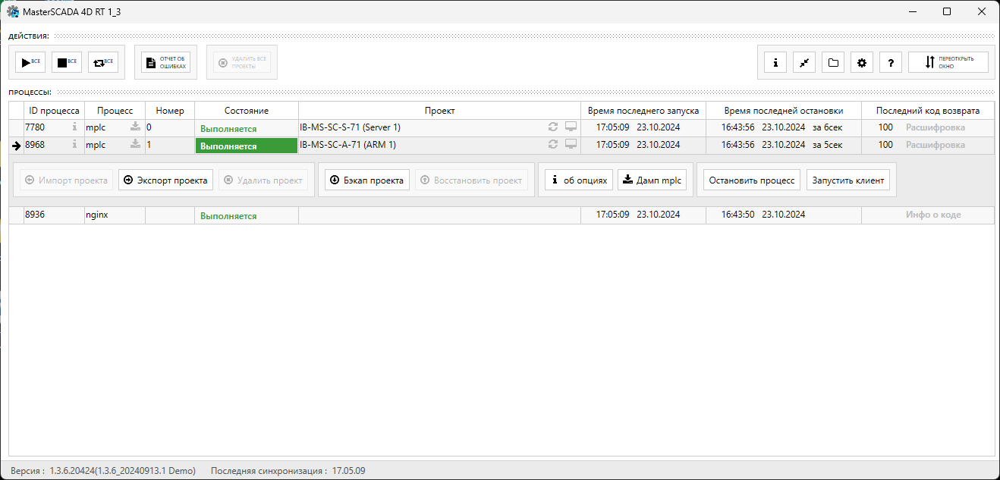 MasterSCADA 4D RT 1_3
ДЕЙСТВИЯ:
ВСЕ ВСЕ ВСЕ ОТЧЕТ ОБ ОШИБКАХ УДАЛИТЬ ВСЕ ПРОЕКТЫ i ? ПЕРЕОТКРЫТЬ ОКНО
ПРОЦЕССЫ:
ID процесса Процесс Номер Состояние Проект Время последнего запуска Время последней остановки Последний код возврата
7780 i mplc 0 Выполняется IB-MS-SC-S-71 (Server 1) 17:05:09 23.10.2024 16:43:56 23.10.2024 за 6сек 100 Расшифровка
8968 i mplc 1 Выполняется IB-MS-SC-A-71 (ARM 1) 17:05:09 23.10.2024 16:43:56 23.10.2024 за 5сек 100 Расшифровка
Импорт проекта Экспорт проекта Удалить проект Бэкап проекта Восстановить проект i об опциях Дамп mplc Остановить процесс Запустить клиент
8936 nginx Выполняется 17:05:09 23.10.2024 16:43:50 23.10.2024 Инфо о коде
Версия : 1.3.6.20424(1.3.6_20240913.1 Demo) Последняя синхронизация : 17.05.09